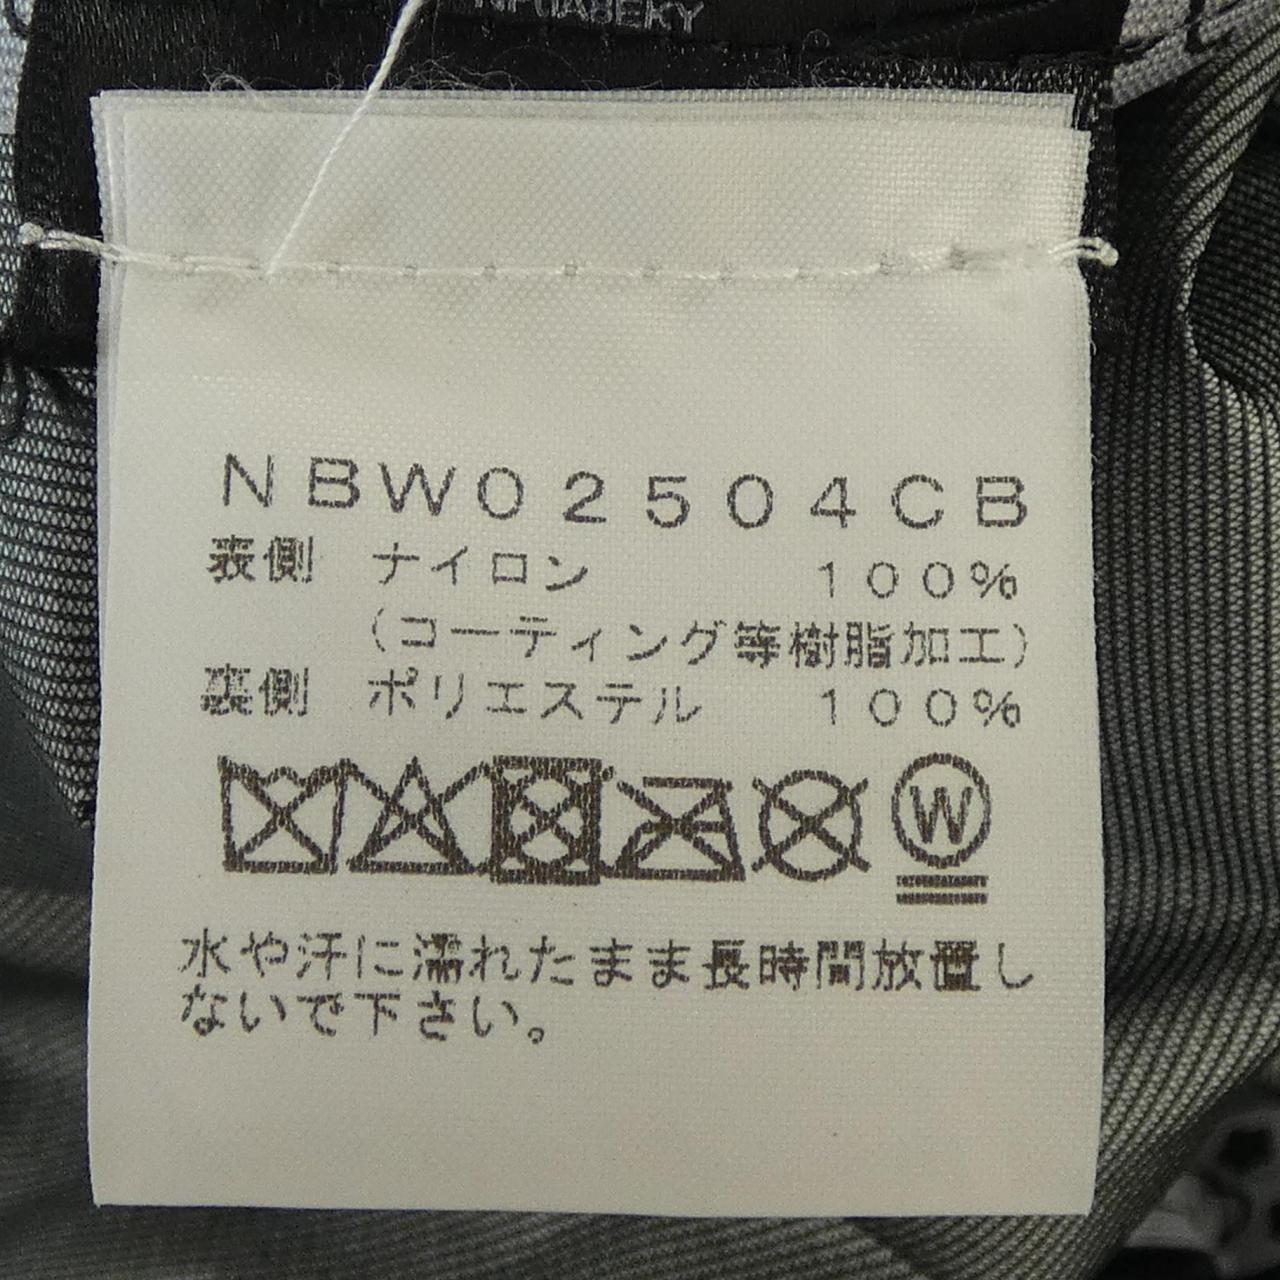 NBW02504CB
表側 ナイロン 100%
(コーティング等樹脂加工)
裏側 ポリエステル 100%
W
水や汗に濡れたまま長時間放置し
ないで下さい。